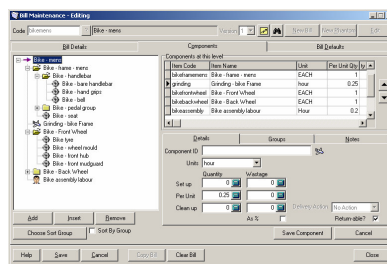 Bill Maintenance - Editing
Code bikemens Bike - mens Version 1 New Bill New Phantom Edit
Bill Details Components Bill Defaults
Bike - mens
Bike - frame - mens
Bike - handlebar
Bike - bare handlebar
Bike - hand grips
Bike - bell
Bike - pedal group
Bike - seat
Grinding - bike Frame
Bike - Front Wheel
Bike tyre
Bike - wheel mould
Bike - front hub
Bike - front mudguard
Bike - Back Wheel
Bike assembly labour
Add Insert Remove
Choose Sort Group Sort By Group
Components at this level
Item Code Item Name Unit Per Unit Qty ty
bikeframemens Bike - frame - mens EACH 1
grinding Grinding - bike Frame hour 0.25
bikefrontwheel Bike - Front Wheel EACH 1
bikebackwheel Bike - Back Wheel EACH 1
bikeassembly Bike assembly labour Hour 0.2
Details Groups Notes
Component ID
Units hour
Quantity Wastage
Set up 0 0
Per Unit 0.25 0
Clean up 0 0 Delivery Action No Action
As % Return-able?
Save Component Cancel
Help Save Cancel Copy Bill Clear Bill Close